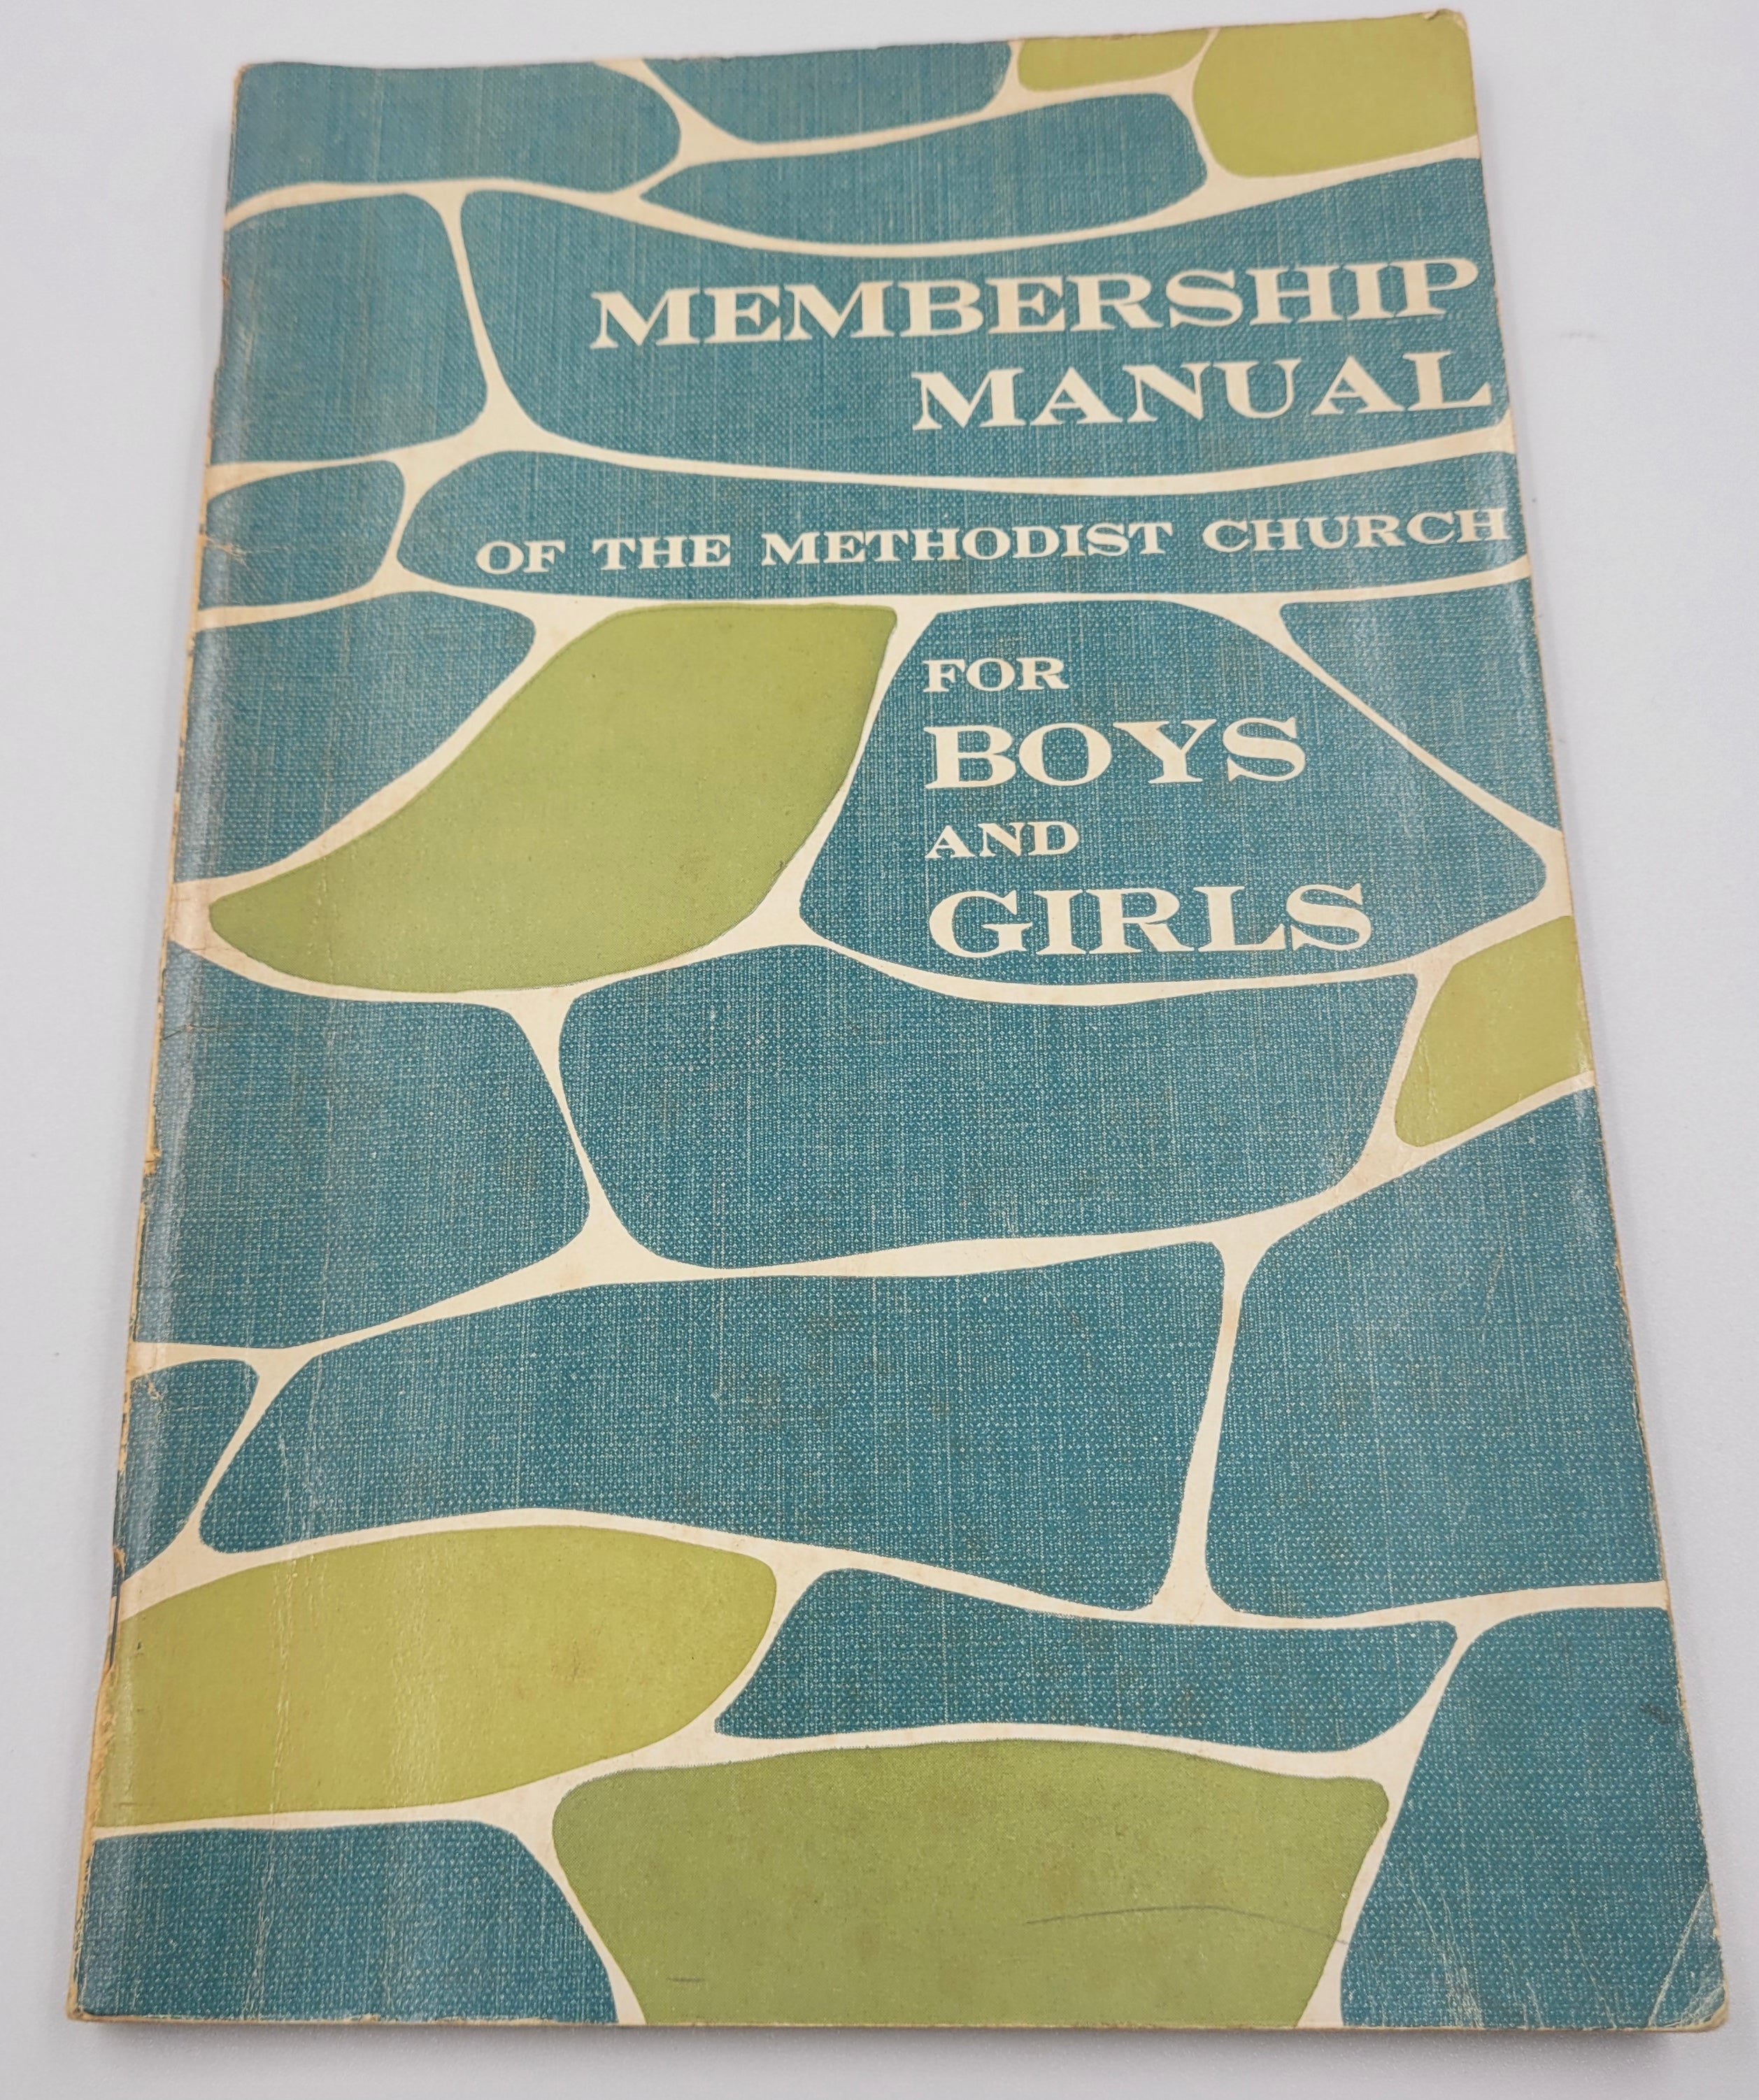 MEMBERSHIP
MANUAL
OF THE METHODIST CHURCH
FOR
BOYS
AND
GIRLS